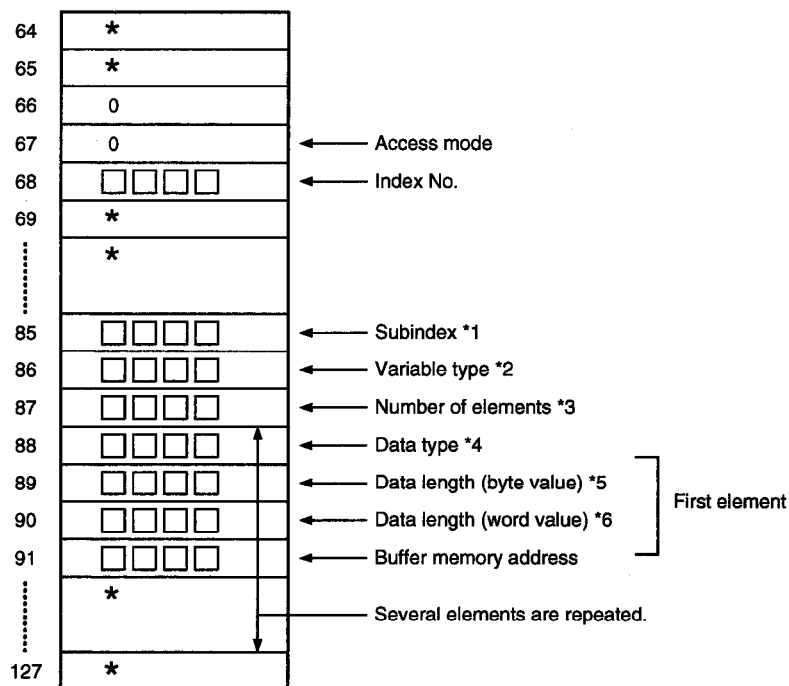 64 *
65 *
66 0
67 0 Access mode
68 □□□□ Index No.
69 *
*
85 □□□□ Subindex *1
86 □□□□ Variable type *2
87 □□□□ Number of elements *3
88 □□□□ Data type *4
89 □□□□ Data length (byte value) *5
First element
90 □□□□ Data length (word value) *6
91 □□□□ Buffer memory address
*
Several elements are repeated.
127 *